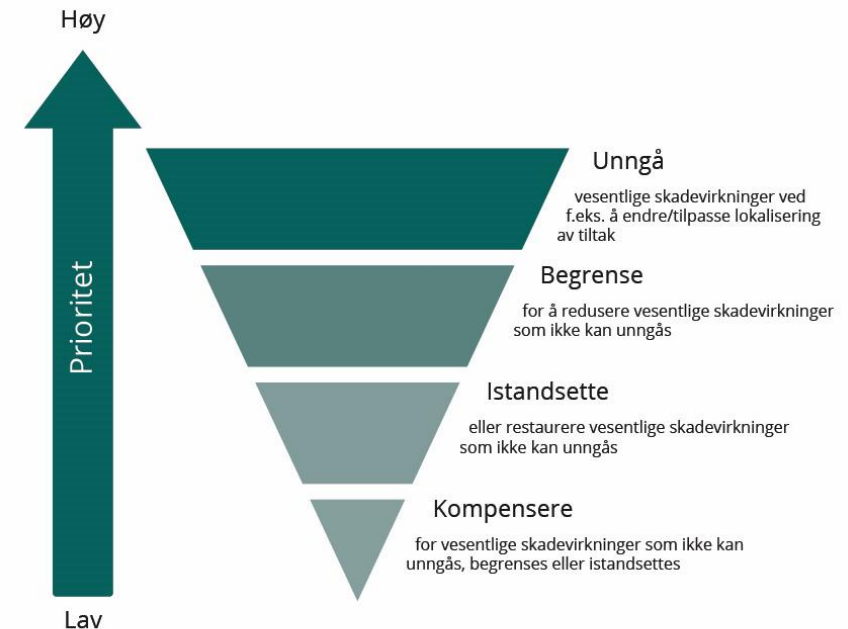 Høy
Prioritet
Lav
Unngå
vesentlige skadevirkninger ved
f.eks. å endre/tilpasse lokalisering
av tiltak
Begrense
for å redusere vesentlige skadevirkninger
som ikke kan unngås
Istandsette
eller restaurere vesentlige skadevirkninger
som ikke kan unngås
Kompensere
for vesentlige skadevirkninger som ikke kan
unngås, begrenses eller istandsettes